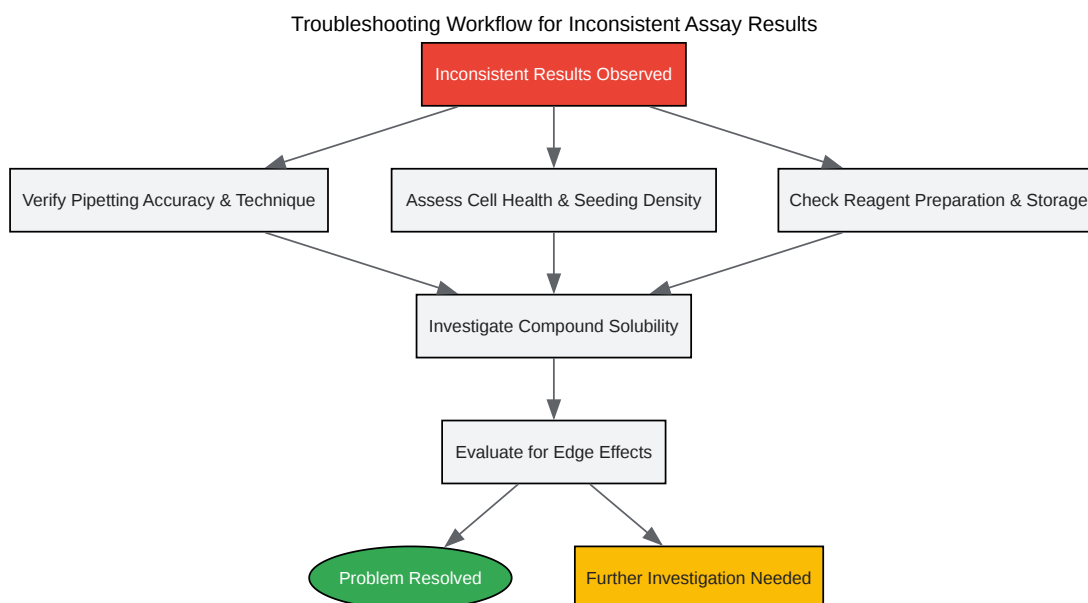 Troubleshooting Workflow for Inconsistent Assay Results
Inconsistent Results Observed
Verify Pipetting Accuracy & Technique
Assess Cell Health & Seeding Density
Check Reagent Preparation & Storage
Investigate Compound Solubility
Evaluate for Edge Effects
Problem Resolved
Further Investigation Needed